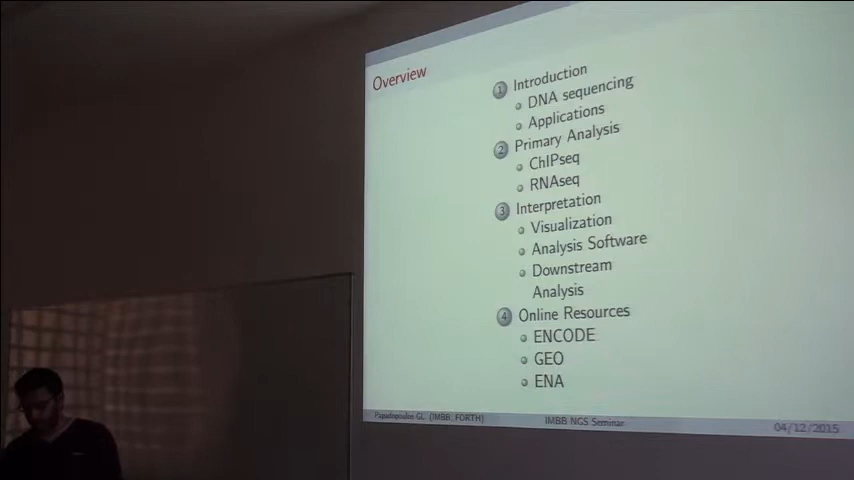 Overview
1 Introduction
DNA sequencing
Applications
2 Primary Analysis
ChIPseq
RNAseq
3 Interpretation
Visualization
Analysis Software
Downstream
Analysis
4 Online Resources
ENCODE
GEO
ENA
Papadopoulos GL (IMBB, FORTH)
IMBB NGS Seminar
04/12/2015